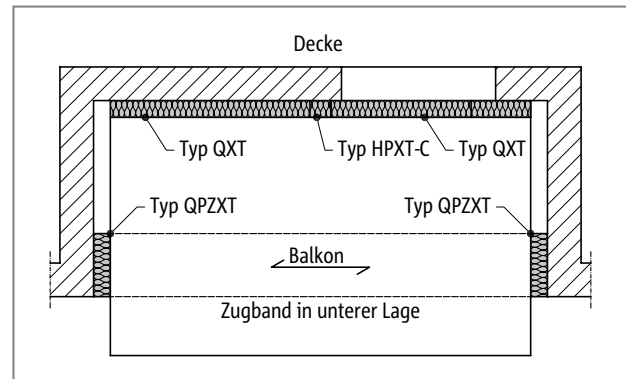 Decke
Typ QXT
Typ HPXT-C
Typ QXT
Typ QPZXT
Typ QPZXT
Balkon
Zugband in unterer Lage